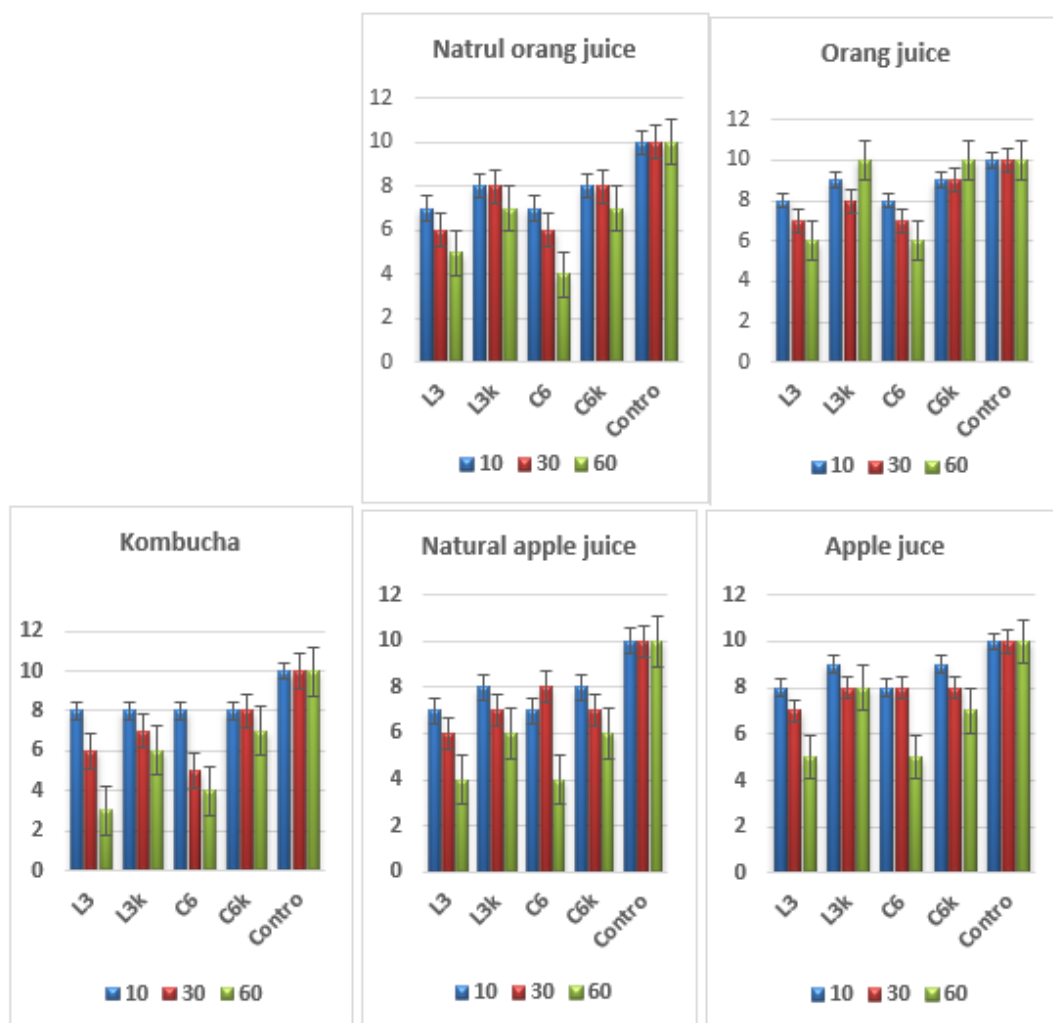 Natrul orang juice
12
10
8
6
4
2
0
L3
L3k
C6
C6k
Contro
10 30 60
Orang juice
12
10
8
6
4
2
0
L3
L3k
C6
C6k
Contro
10 30 60
Kombucha
12
10
8
6
4
2
0
L3
L3k
C6
C6k
Contro
10 30 60
Natural apple juice
12
10
8
6
4
2
0
L3
L3k
C6
C6k
Contro
10 30 60
Apple juce
12
10
8
6
4
2
0
L3
L3k
C6
C6k
Contro
10 30 60